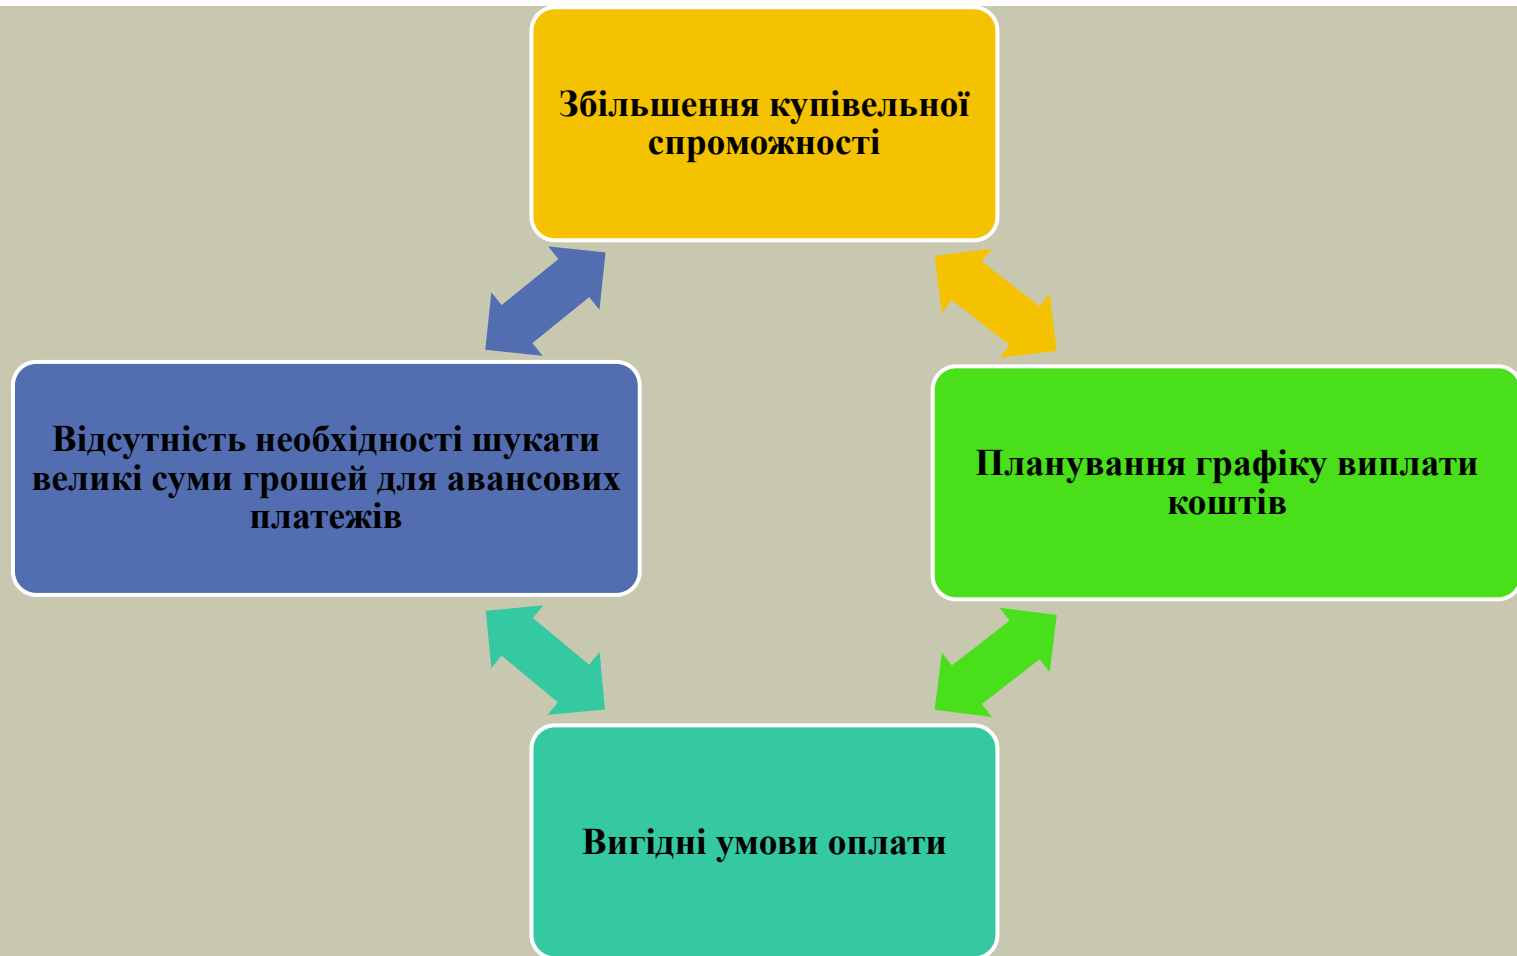 Збільшення купівельної
спроможності
Відсутність необхідності шукати
великі суми грошей для авансових
платежів
Планування графіку виплати
коштів
Вигідні умови оплати